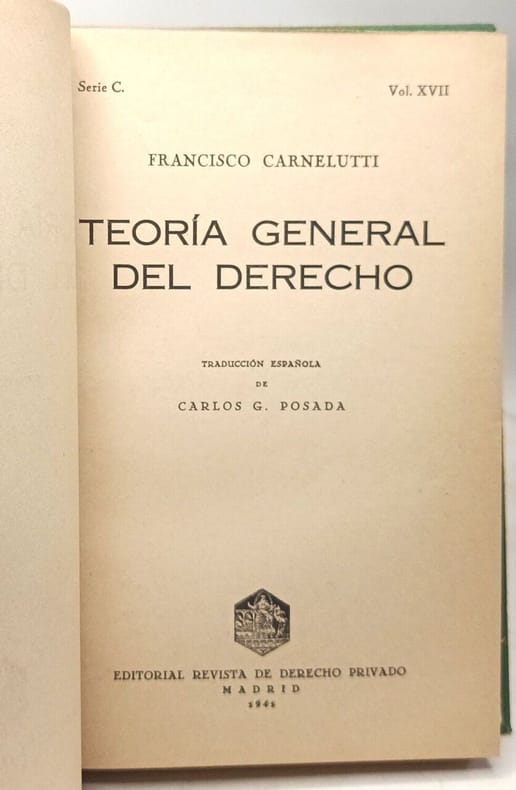 Serie C.
Vol. XVII
FRANCISCO CARNELUTTI
TEORÍA GENERAL
DEL DERECHO
TRADUCCIÓN ESPAÑOLA
DE
CARLOS G. POSADA
EDITORIAL REVISTA DE DERECHO PRIVADO
MADRID
1941